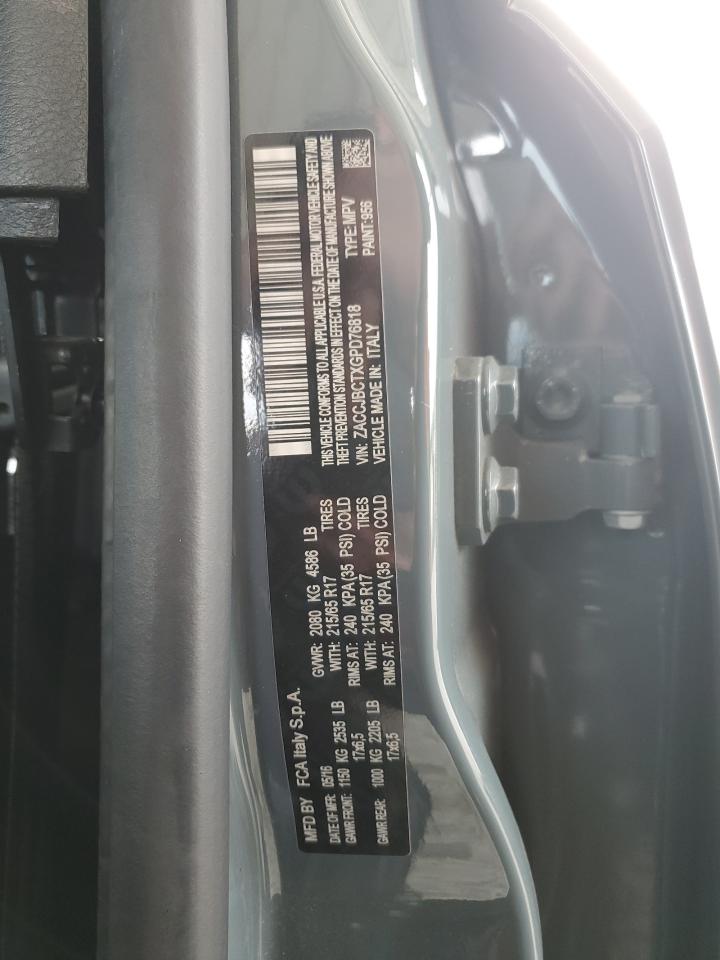 MFD BY FCA Italy S.p.A.
DATE OF MFR: 05/16 GVWR: 2080 KG 4586 LB
GAWR FRONT: 1150 KG 2535 LB WITH: 215/65 R17 TIRES
17x6,5 RIMS AT: 240 KPA(35 PSI) COLD
GAWR REAR: 1000 KG 2205 LB WITH: 215/65 R17 TIRES
17x6,5 RIMS AT: 240 KPA(35 PSI) COLD
THIS VEHICLE CONFORMS TO ALL APPLICABLE U.S.A. FEDERAL MOTOR VEHICLE SAFETY AND
THEFT PREVENTION STANDARDS IN EFFECT ON THE DATE OF MANUFACTURE SHOWN ABOVE
VIN: ZACCJBCTXGPD76818 TYPE:MPV
VEHICLE MADE IN: ITALY PAINT:956